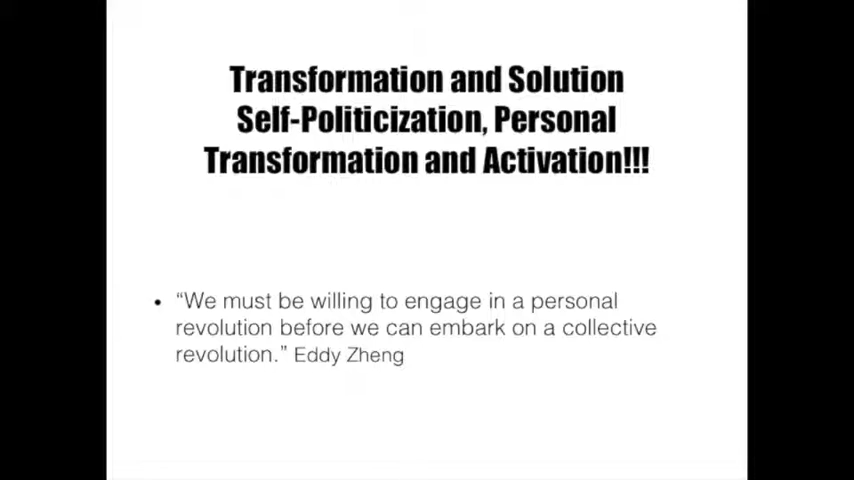 Transformation and Solution
Self-Politicization, Personal
Transformation and Activation!!!
• “We must be willing to engage in a personal
revolution before we can embark on a collective
revolution.” Eddy Zheng